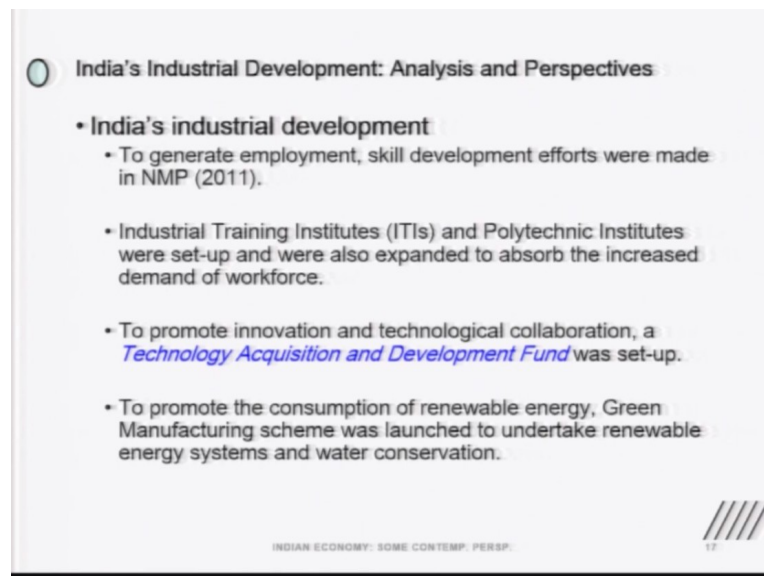 India's Industrial Development: Analysis and Perspectives
• India's industrial development
• To generate employment, skill development efforts were made
in NMP (2011).
• Industrial Training Institutes (ITIs) and Polytechnic Institutes
were set-up and were also expanded to absorb the increased
demand of workforce.
• To promote innovation and technological collaboration, a
Technology Acquisition and Development Fund was set-up.
• To promote the consumption of renewable energy, Green
Manufacturing scheme was launched to undertake renewable
energy systems and water conservation.
INDIAN ECONOMY: SOME CONTEMP. PERSP.
17